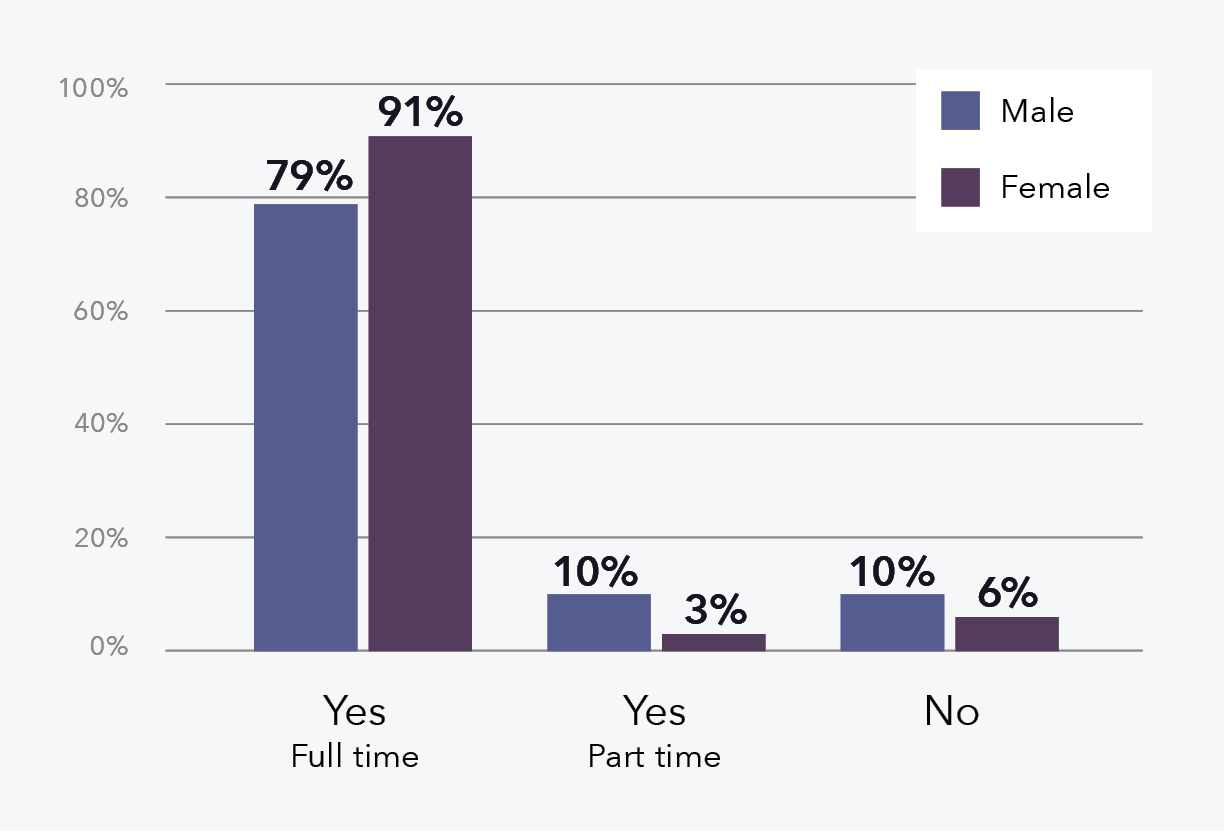 100%
80%
60%
40%
20%
0%
79%
91%
10%
3%
10%
6%
Yes
Full time
Yes
Part time
No
Male
Female